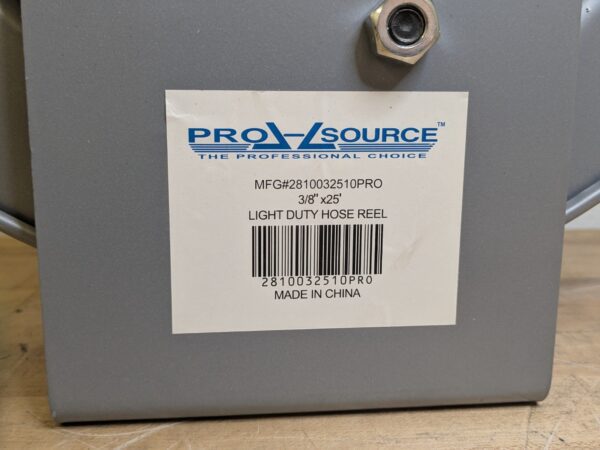 PRO SOURCE™
THE PROFESSIONAL CHOICE
MFG#2810032510PRO
3/8" x25'
LIGHT DUTY HOSE REEL
2810032510PRO
MADE IN CHINA